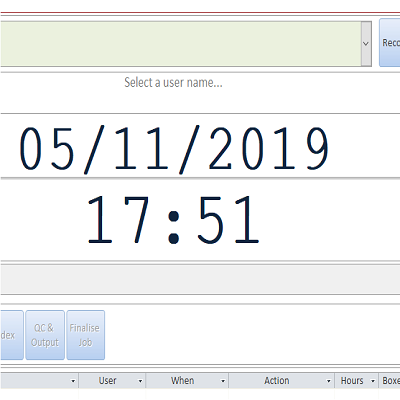 Reco
Select a user name...
05/11/2019
17:51
dex
QC &
Output
Finalise
Job
User
When
Action
Hours
Boxe